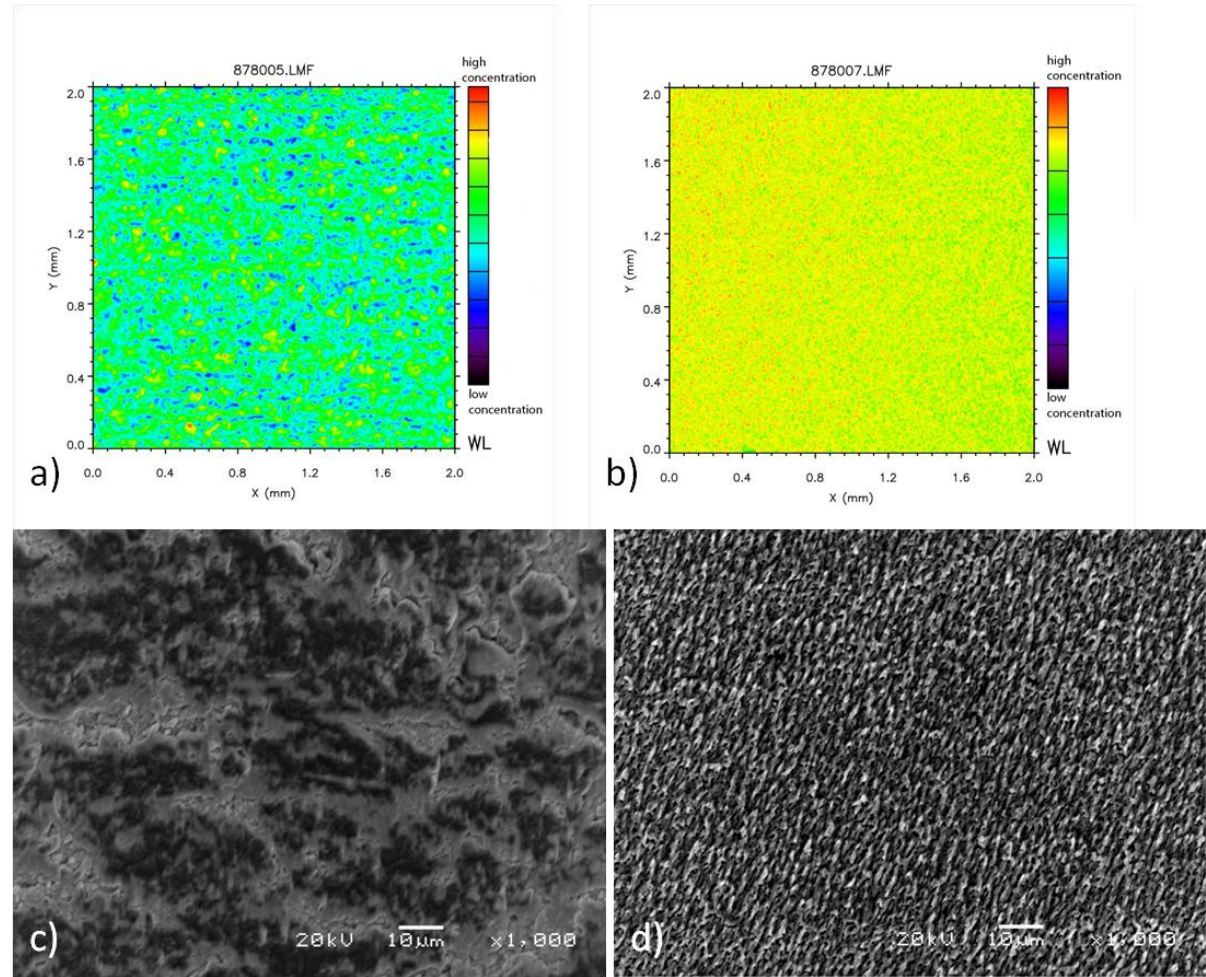 878005.LMF
high
concentration
2.0
1.6
1.2
0.8
0.4
0.0
Y (mm)
0.0 0.4 0.8 1.2 1.6 2.0
X (mm)
low
concentration
WL
a)
878007.LMF
high
concentration
2.0
1.6
1.2
0.8
0.4
0.0
Y (mm)
0.0 0.4 0.8 1.2 1.6 2.0
X (mm)
low
concentration
WL
b)
c)
20kV 10μm ×1,000
d)
20kV 10μm ×1,000